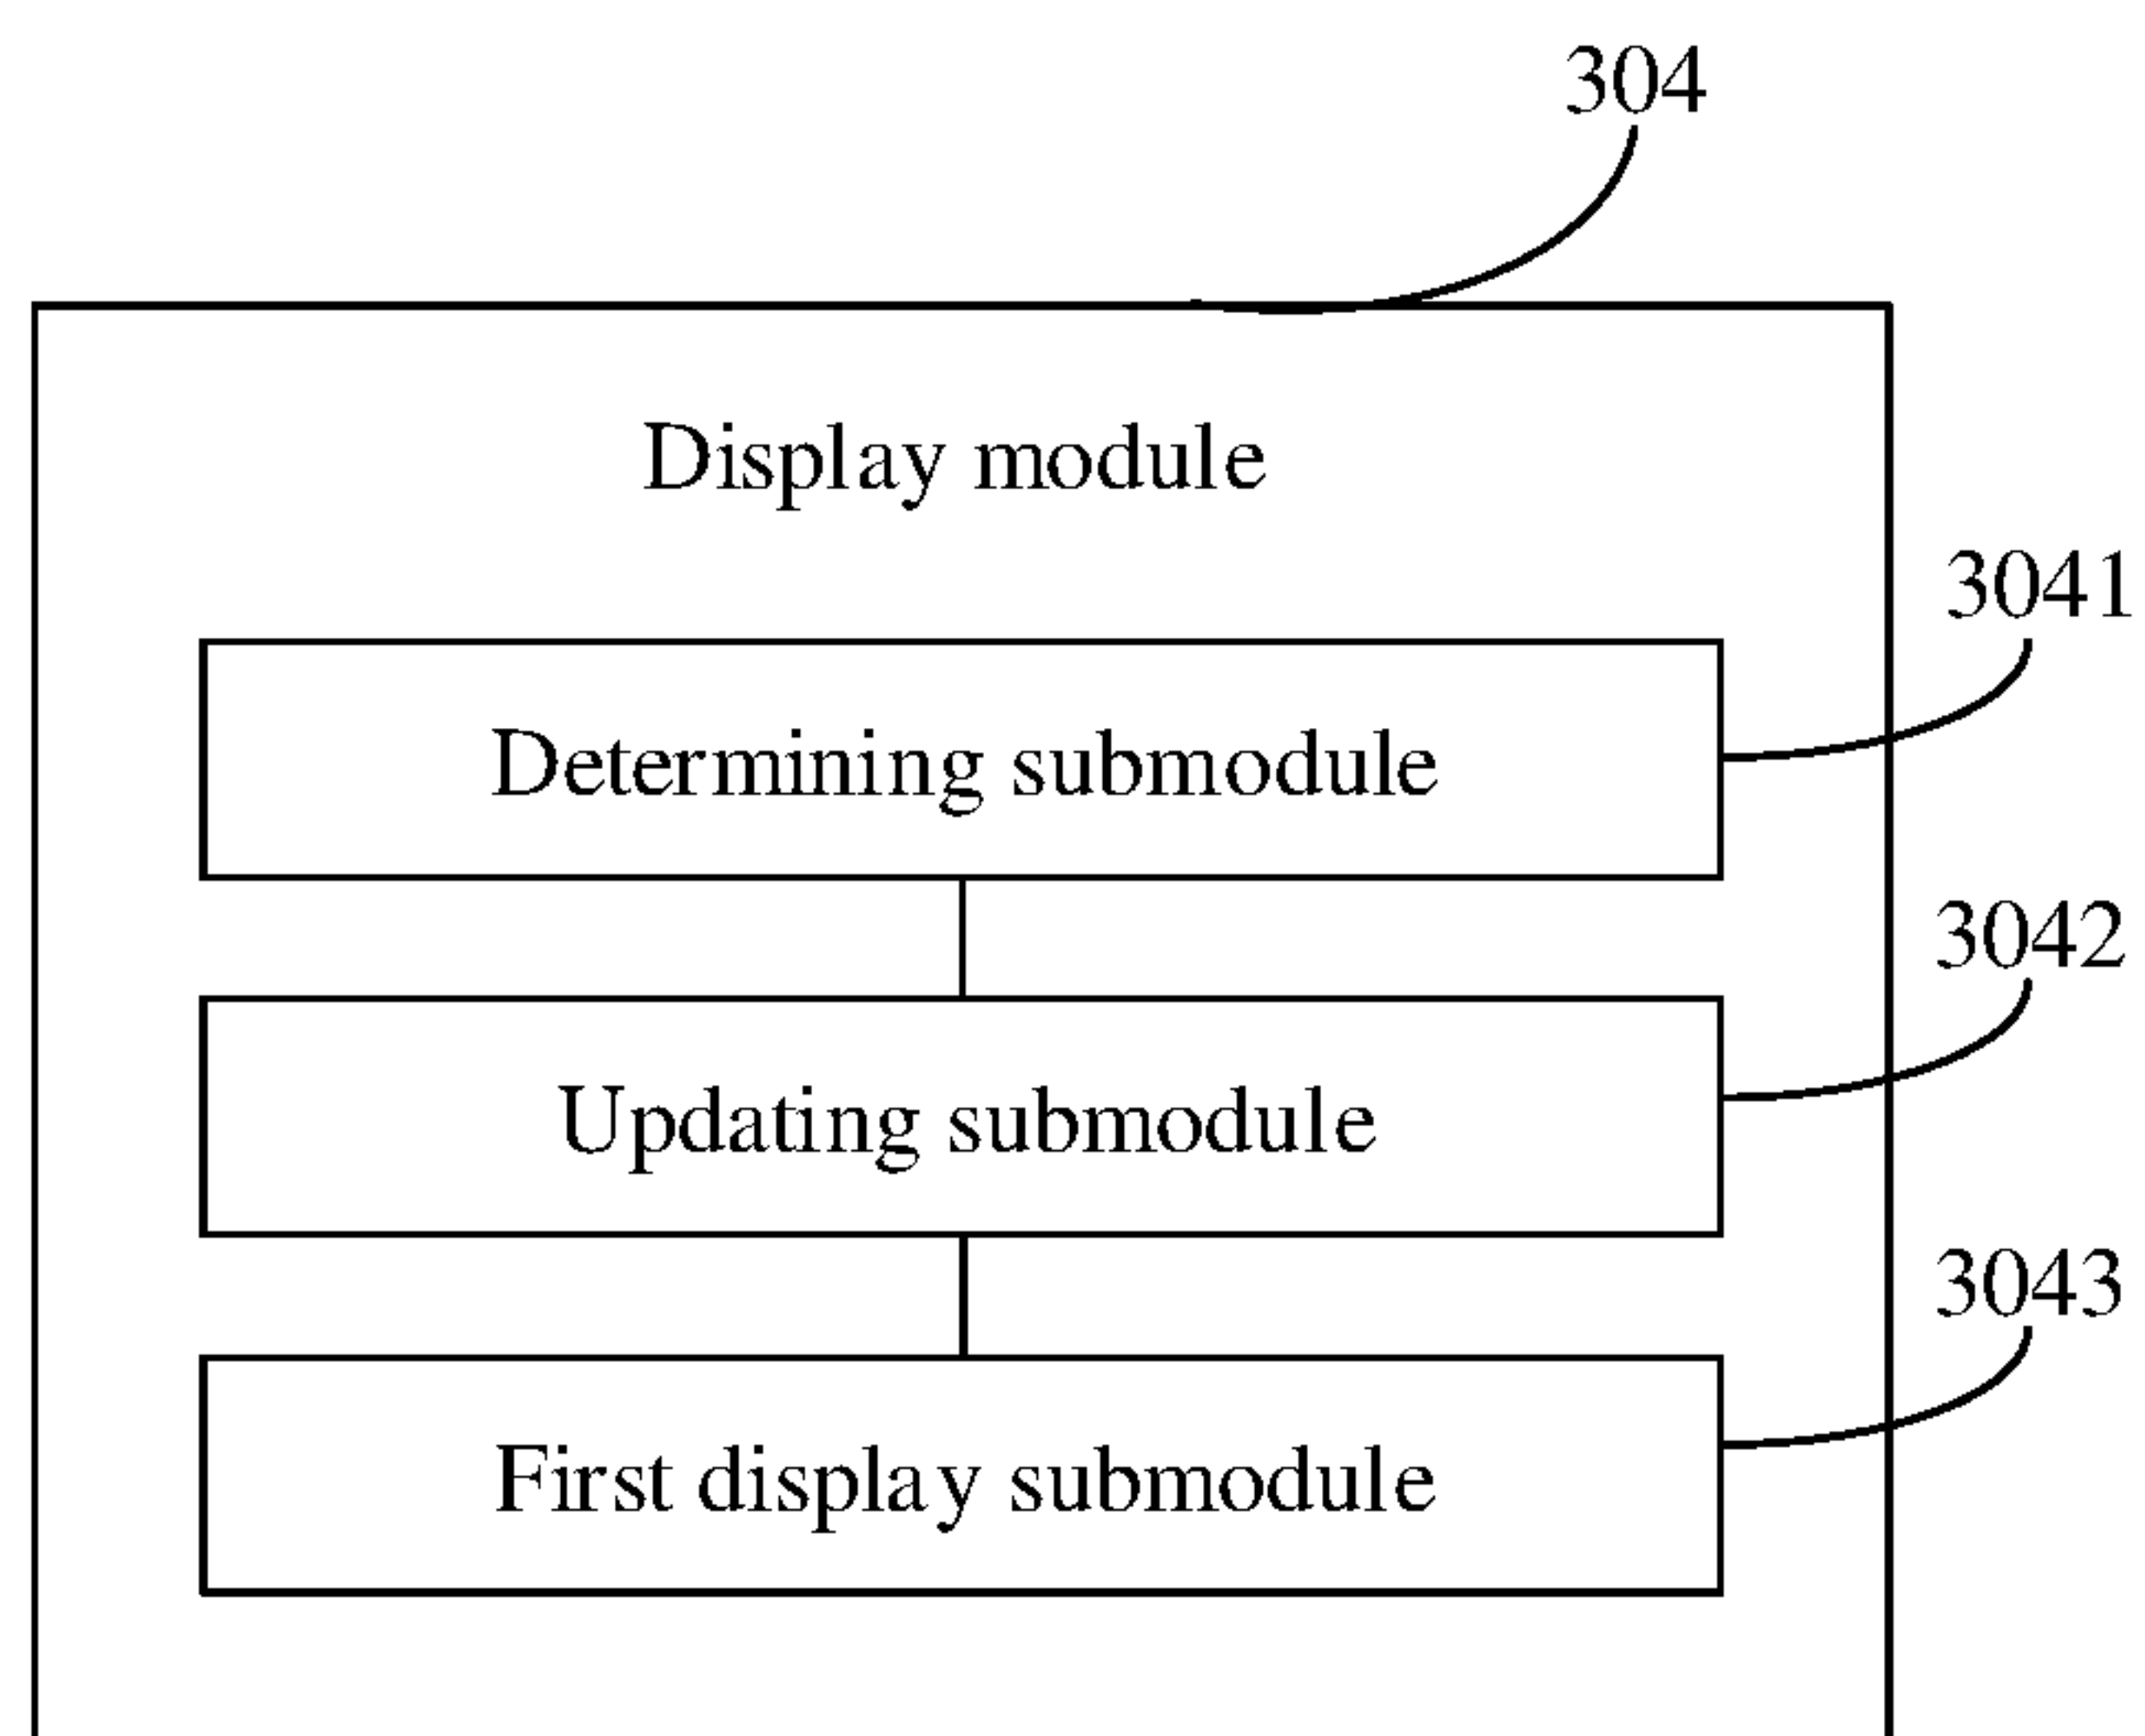 304
Display module
3041
Determining submodule
3042
Updating submodule
3043
First display submodule